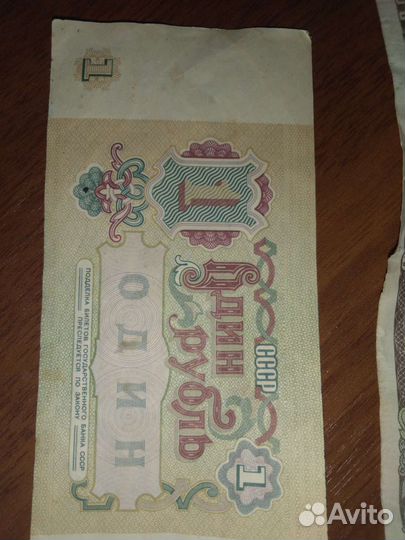 1
1
СССР
Один
рубль
ОДИН
1
ПОДДЕЛКА БИЛЕТОВ ГОСУДАРСТВЕННОГО БАНКА СССР
ПРЕСЛЕДУЕТСЯ ПО ЗАКОНУ
Avito